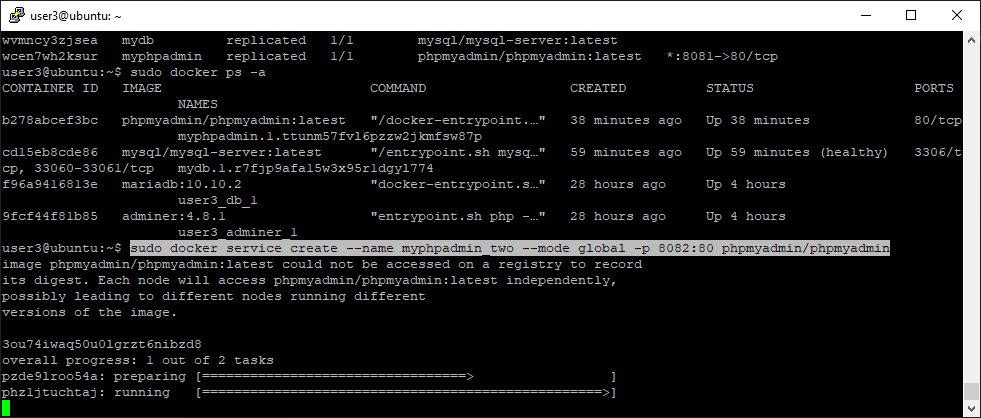 user3@ubuntu: ~
wvmncy3zjsea   mydb         replicated   1/1        mysql/mysql-server:latest
wcen7wh2ksur   myphpadmin   replicated   1/1        phpmyadmin/phpmyadmin:latest   *:8081->80/tcp
user3@ubuntu:~$ sudo docker ps -a
CONTAINER ID   IMAGE                          COMMAND                  CREATED          STATUS                    PORTS
NAMES
b278abcef3bc   phpmyadmin/phpmyadmin:latest   "/docker-entrypoint.…"   38 minutes ago   Up 38 minutes             80/tcp
myphpadmin.1.ttunm57fvl6pzzw2jkmfsw87p
cd15eb8cde86   mysql/mysql-server:latest      "/entrypoint.sh mysq…"   59 minutes ago   Up 59 minutes (healthy)   3306/t
cp, 33060-33061/tcp   mydb.1.r7fjp9afal5w3x95rldgyl774
f96a9416813e   mariadb:10.10.2                "docker-entrypoint.s…"   28 hours ago     Up 4 hours
user3_db_1
9fcf44f81b85   adminer:4.8.1                  "entrypoint.sh php -…"   28 hours ago     Up 4 hours
user3_adminer_1
user3@ubuntu:~$ sudo docker service create --name myphpadmin_two --mode global -p 8082:80 phpmyadmin/phpmyadmin
image phpmyadmin/phpmyadmin:latest could not be accessed on a registry to record
its digest. Each node will access phpmyadmin/phpmyadmin:latest independently,
possibly leading to different nodes running different
versions of the image.
3ou74iwaq50u0lgrzt6nibzd8
overall progress: 1 out of 2 tasks
pzde9lroo54a: preparing [=================================>                 ]
phzljtuchtaj: running   [==================================================>]